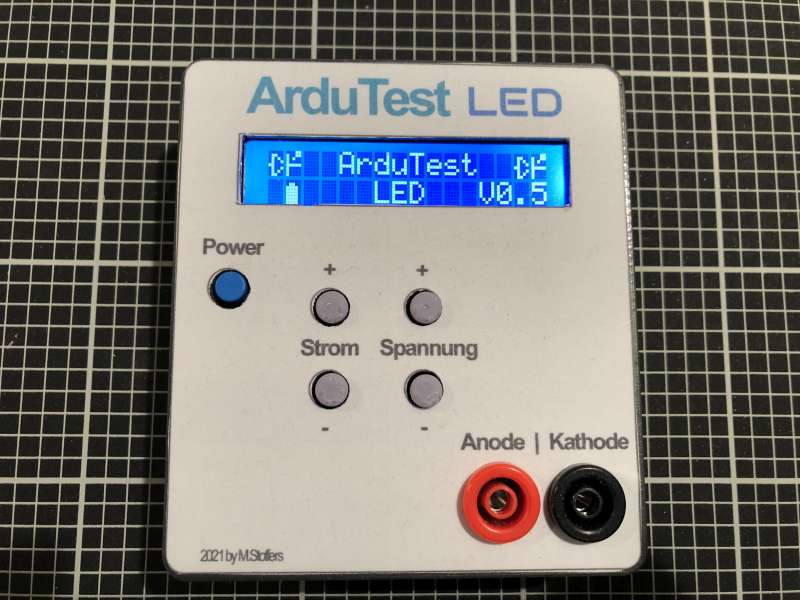 ArduTest LED
ArduTest
LED V0.5
Power
+ +
Strom Spannung
- -
Anode | Kathode
2021 by M.Stoffers